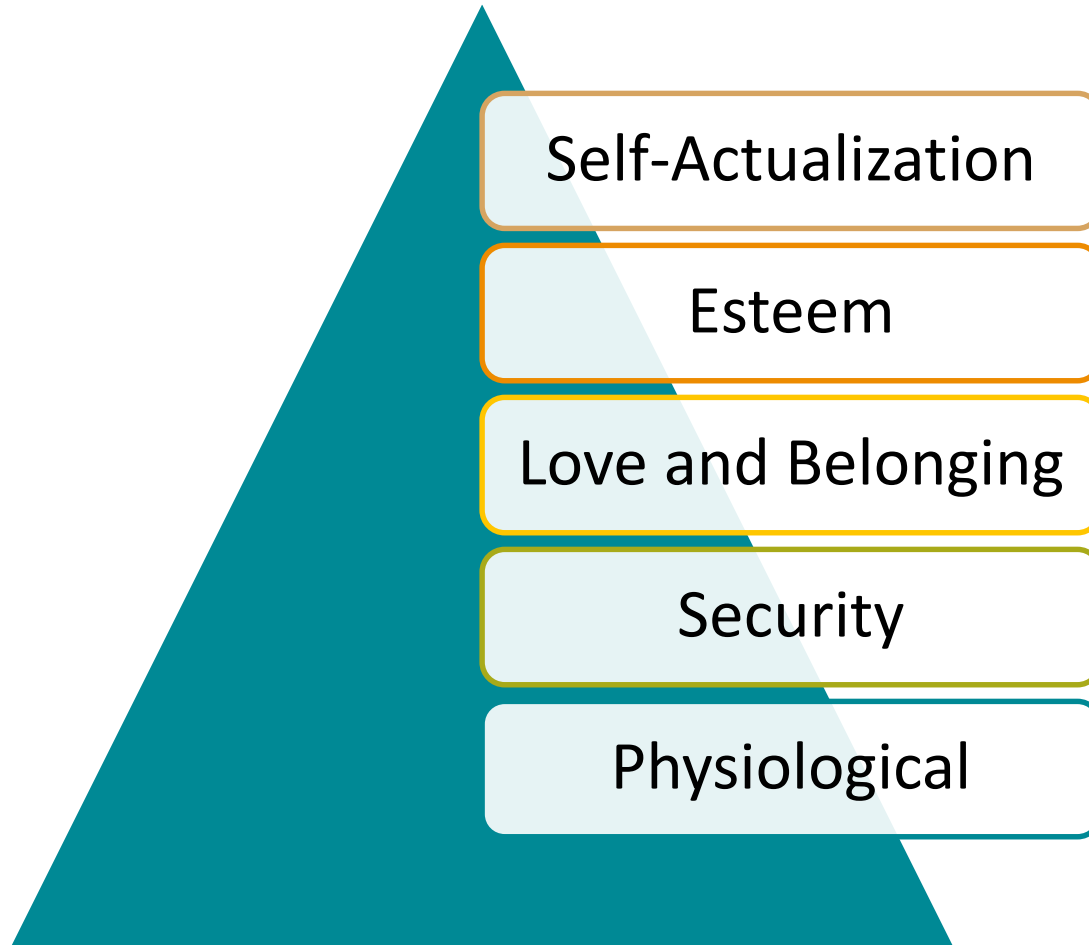 Self-Actualization
Esteem
Love and Belonging
Security
Physiological